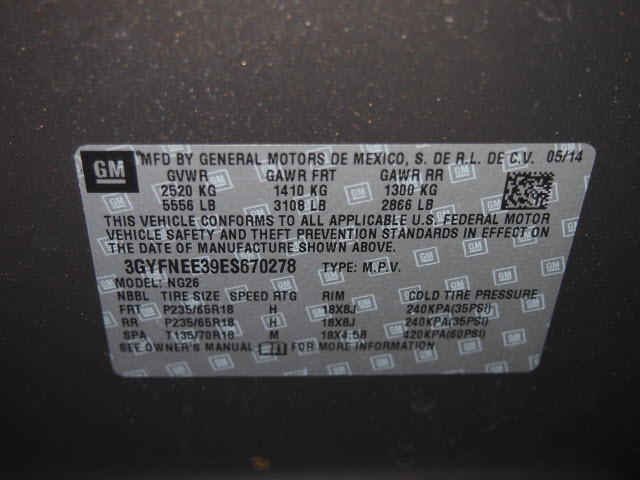 GM MFD BY GENERAL MOTORS DE MEXICO, S. DE R.L. DE C.V. 05/14
GVWR GAWR FRT GAWR RR
2520 KG 1410 KG 1300 KG
5556 LB 3108 LB 2866 LB
THIS VEHICLE CONFORMS TO ALL APPLICABLE U.S. FEDERAL MOTOR
VEHICLE SAFETY AND THEFT PREVENTION STANDARDS IN EFFECT ON
THE DATE OF MANUFACTURE SHOWN ABOVE.
3GYFNEE39ES670278 TYPE: M.P.V.
MODEL: NG26
NBBL TIRE SIZE SPEED RTG RIM COLD TIRE PRESSURE
FRT P235/65R18 H 18X8J 240KPA(35PSI)
RR P235/65R18 H 18X8J 240KPA(35PSI)
SPA T135/70R18 M 18X4.5B 420KPA(60PSI)
SEE OWNER'S MANUAL FOR MORE INFORMATION